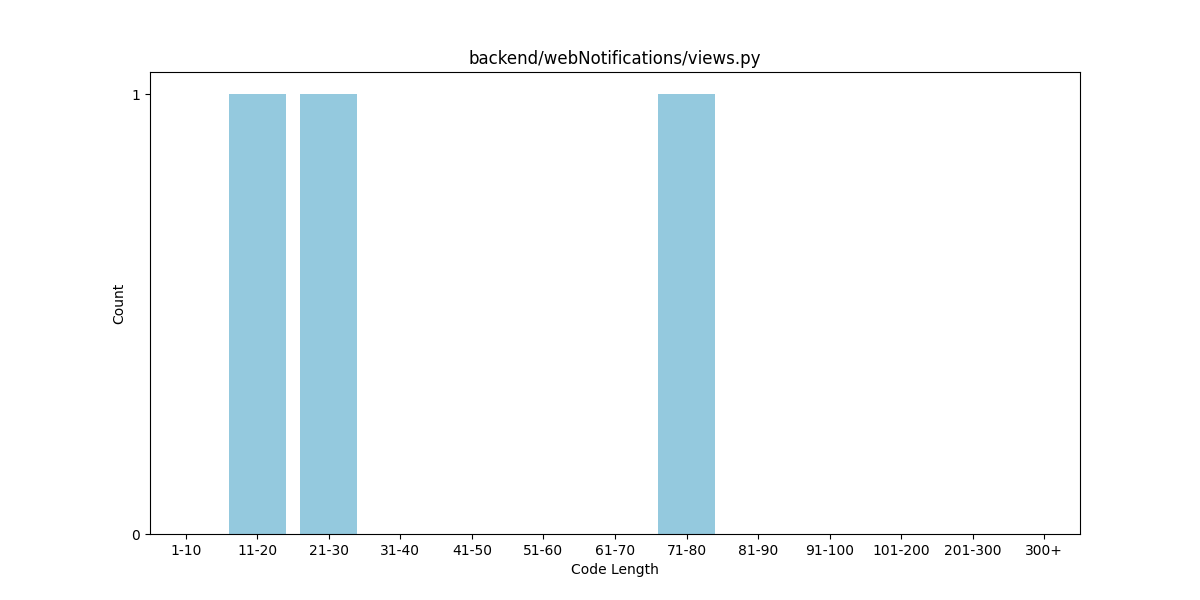 backend/webNotifications/views.py
1
Count
0
1-10 11-20 21-30 31-40 41-50 51-60 61-70 71-80 81-90 91-100 101-200 201-300 300+
Code Length